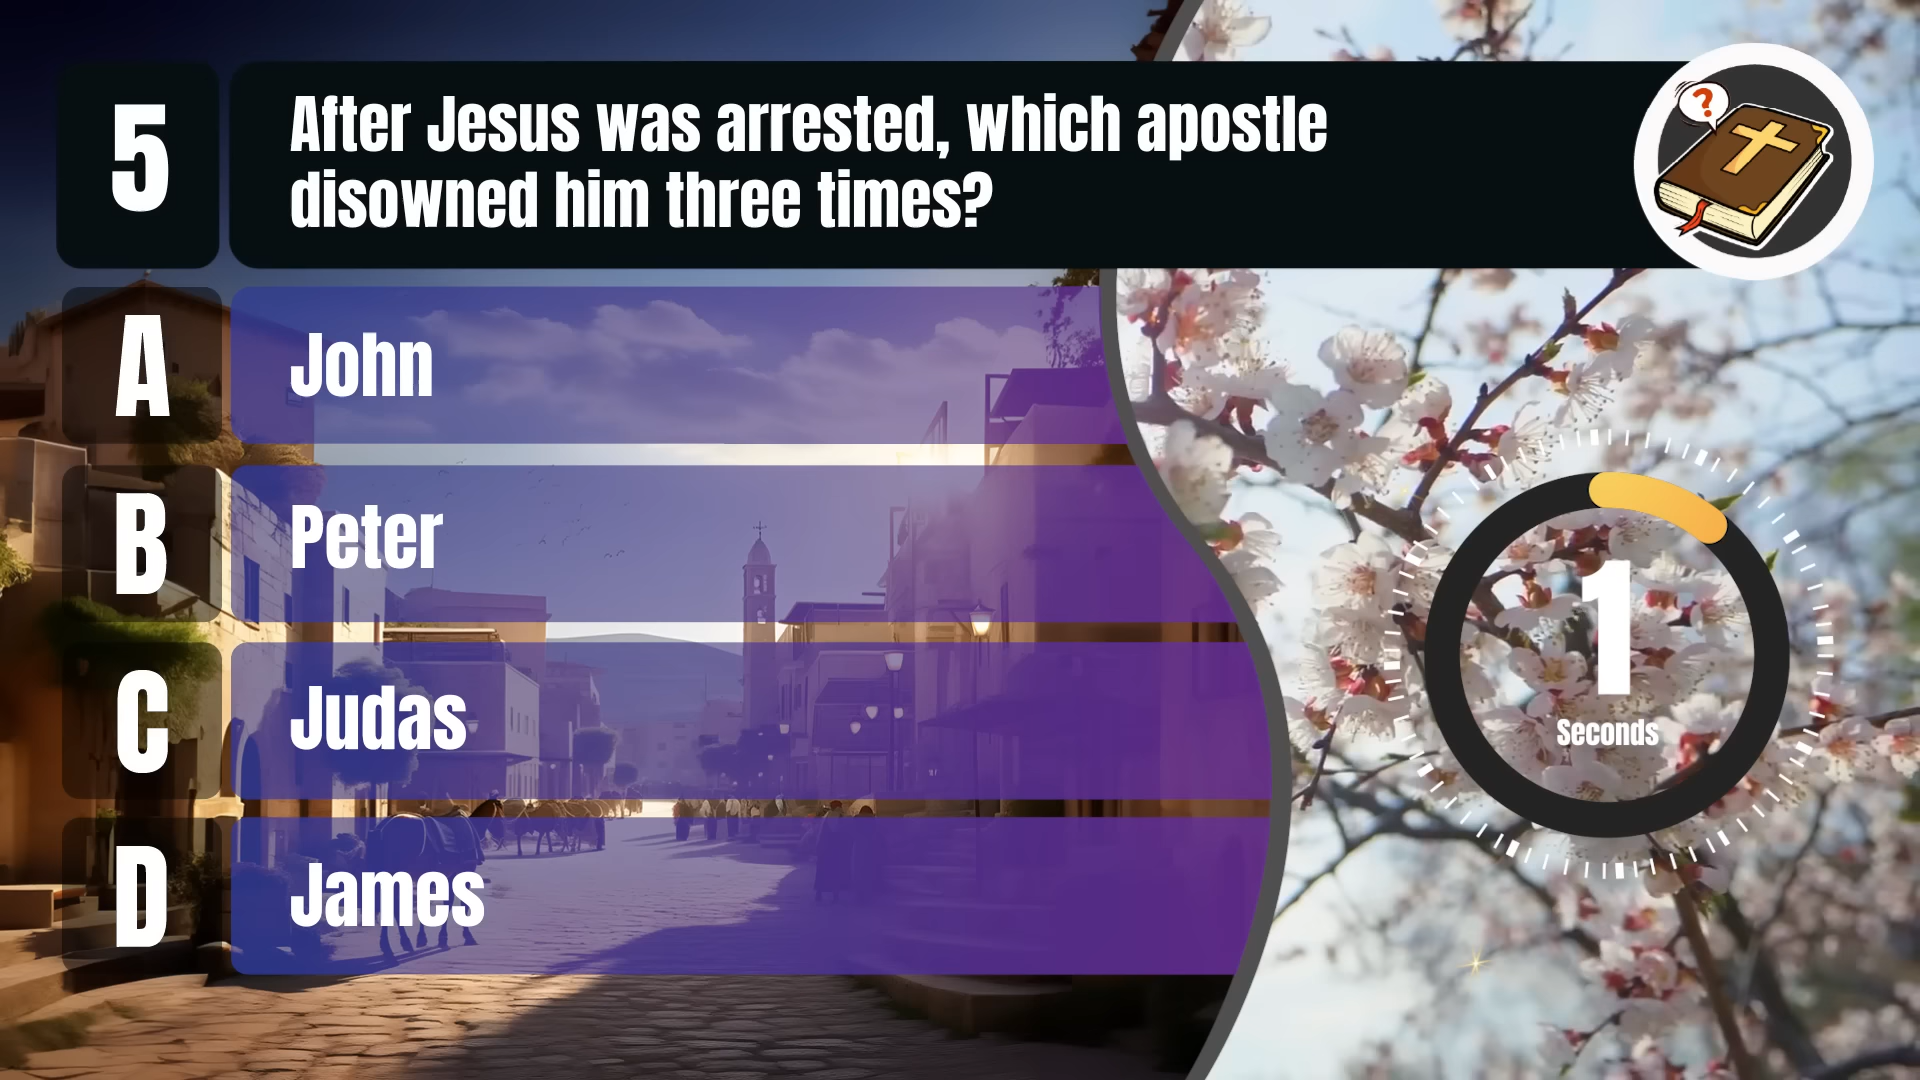 5
After Jesus was arrested, which apostle
disowned him three times?
?
A
John
B
Peter
C
Judas
D
James
1
Seconds